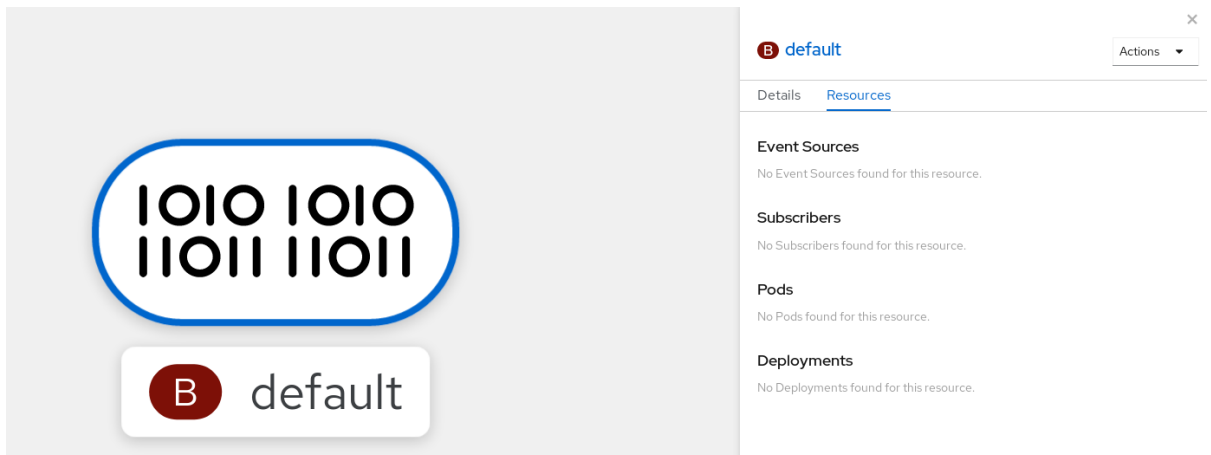 1010 1010
11011 11011
B default
B default
Actions
Details Resources
Event Sources
No Event Sources found for this resource.
Subscribers
No Subscribers found for this resource.
Pods
No Pods found for this resource.
Deployments
No Deployments found for this resource.